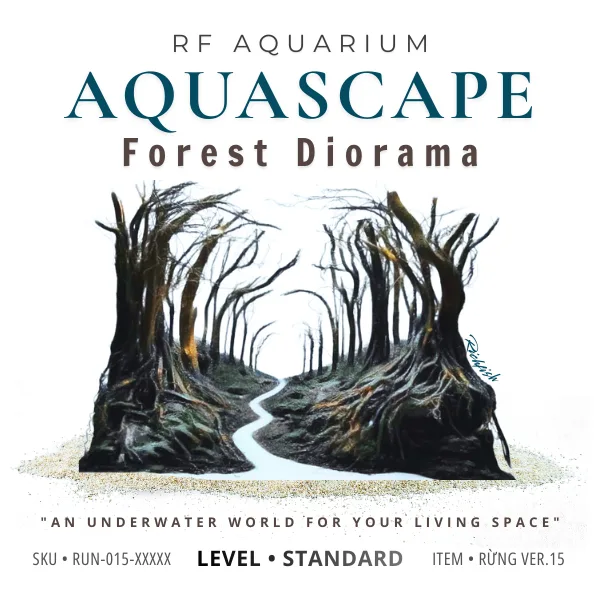 RF AQUARIUM
AQUASCAPE
Forest Diorama
Richfish
"AN UNDERWATER WORLD FOR YOUR LIVING SPACE"
SKU • RUN-015-XXXXX LEVEL • STANDARD ITEM • RỪNG VER.15